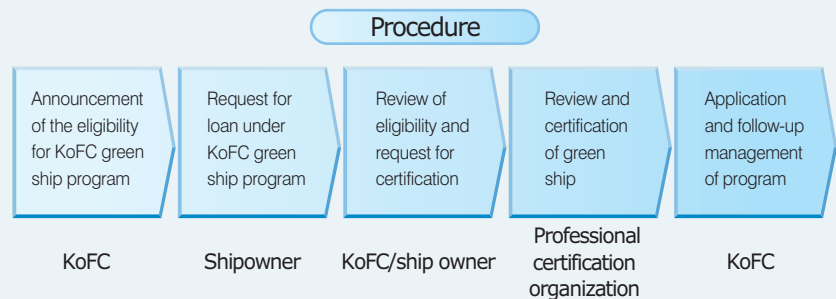 Procedure
Announcement
of the eligibility
for KoFC green
ship program
Request for
loan under
KoFC green
ship program
Review of
eligibility and
request for
certification
Review and
certification
of green
ship
Application
and follow-up
management
of program
KoFC
Shipowner
KoFC/ship owner
Professional
certification
organization
KoFC